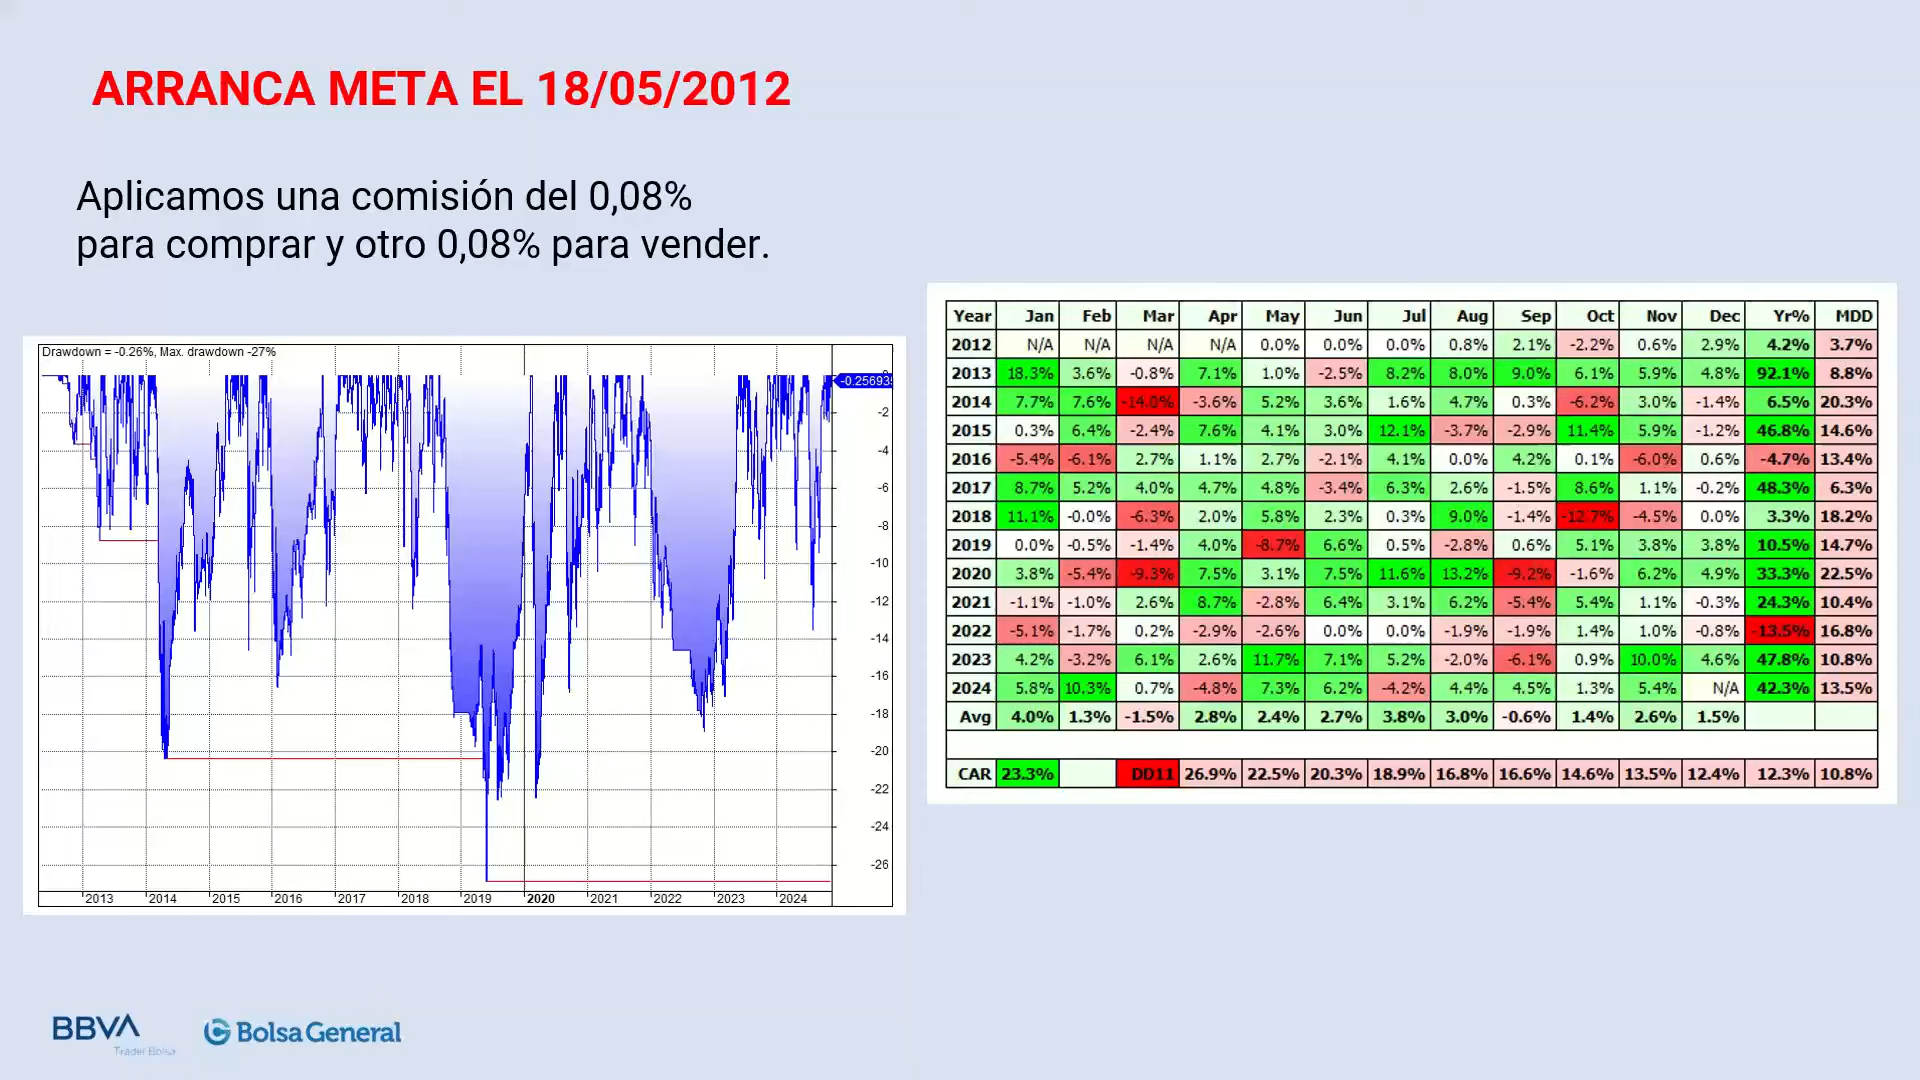 ARRANCA META EL 18/05/2012
Aplicamos una comisión del 0,08%
para comprar y otro 0,08% para vender.
Drawdown = -0.26%, Max. drawdown -27%
-2
-4
-6
-8
-10
-12
-14
-16
-18
-20
-22
-24
-26
2013 2014 2015 2016 2017 2018 2019 2020 2021 2022 2023 2024
Year Jan Feb Mar Apr May Jun Jul Aug Sep Oct Nov Dec Yr% MDD
2012 N/A N/A N/A N/A 0.0% 0.0% 0.0% 0.8% 2.1% -2.2% 0.6% 2.9% 4.2% 3.7%
2013 18.3% 3.6% -0.8% 7.1% 1.0% -2.5% 8.2% 8.0% 9.0% 6.1% 5.9% 4.8% 92.1% 8.8%
2014 7.7% 7.6% -14.0% -3.6% 5.2% 3.6% 1.6% 4.7% 0.3% -6.2% 3.0% -1.4% 6.5% 20.3%
2015 0.3% 6.4% -2.4% 7.6% 4.1% 3.0% 12.1% -3.7% -2.9% 11.4% 5.9% -1.2% 46.8% 14.6%
2016 -5.4% -6.1% 2.7% 1.1% 2.7% -2.1% 4.1% 0.0% 4.2% 0.1% -6.0% 0.6% -4.7% 13.4%
2017 8.7% 5.2% 4.0% 4.7% 4.8% -3.4% 6.3% 2.6% -1.5% 8.6% 1.1% -0.2% 48.3% 6.3%
2018 11.1% -0.0% -6.3% 2.0% 5.8% 2.3% 0.3% 9.0% -1.4% -12.7% -4.5% 0.0% 3.3% 18.2%
2019 0.0% -0.5% -1.4% 4.0% -8.7% 6.6% 0.5% -2.8% 0.6% 5.1% 3.8% 3.8% 10.5% 14.7%
2020 3.8% -5.4% -9.3% 7.5% 3.1% 7.5% 11.6% 13.2% -9.2% -1.6% 6.2% 4.9% 33.3% 22.5%
2021 -1.1% -1.0% 2.6% 8.7% -2.8% 6.4% 3.1% 6.2% -5.4% 5.4% 1.1% -0.3% 24.3% 10.4%
2022 -5.1% -1.7% 0.2% -2.9% -2.6% 0.0% 0.0% -1.9% -1.9% 1.4% 1.0% -0.8% -13.5% 16.8%
2023 4.2% -3.2% 6.1% 2.6% 11.7% 7.1% 5.2% -2.0% -6.1% 0.9% 10.0% 4.6% 47.8% 10.8%
2024 5.8% 10.3% 0.7% -4.8% 7.3% 6.2% -4.2% 4.4% 4.5% 1.3% 5.4% N/A 42.3% 13.5%
Avg 4.0% 1.3% -1.5% 2.8% 2.4% 2.7% 3.8% 3.0% -0.6% 1.4% 2.6% 1.5%
CAR 23.3% DD11 26.9% 22.5% 20.3% 18.9% 16.8% 16.6% 14.6% 13.5% 12.4% 12.3% 10.8%
BBVA
Trader Bolsa
Bolsa General